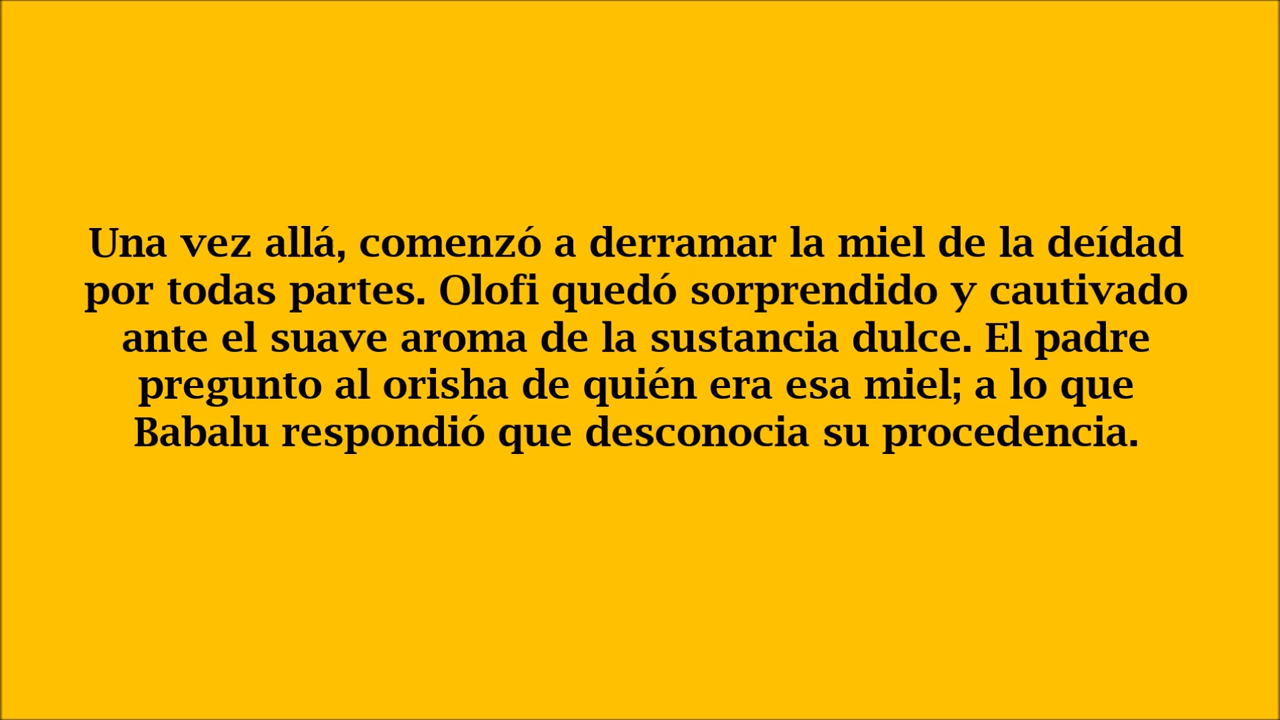 Una vez allá, comenzó a derramar la miel de la deídad
por todas partes. Olofi quedó sorprendido y cautivado
ante el suave aroma de la sustancia dulce. El padre
pregunto al orisha de quién era esa miel; a lo que
Babalu respondió que desconocia su procedencia.